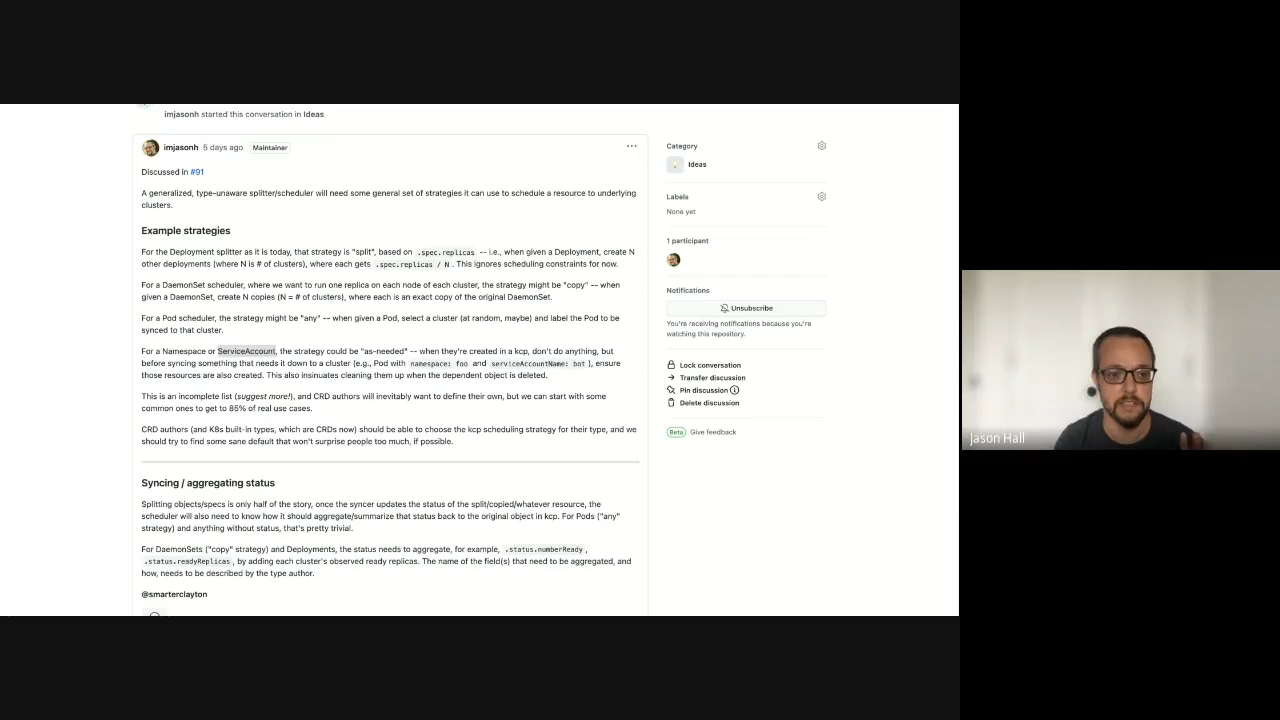 imjasonh started this conversation in Ideas
imjasonh 5 days ago Maintainer ...
Discussed in #91
A generalized, type-unaware splitter/scheduler will need some general set of strategies it can use to schedule a resource to underlying
clusters.
Example strategies
For the Deployment splitter as it is today, that strategy is "split", based on .spec.replicas -- i.e., when given a Deployment, create N
other deployments (where N is # of clusters), where each gets .spec.replicas / N . This ignores scheduling constraints for now.
For a DaemonSet scheduler, where we want to run one replica on each node of each cluster, the strategy might be "copy" -- when
given a DaemonSet, create N copies (N = # of clusters), where each is an exact copy of the original DaemonSet.
For a Pod scheduler, the strategy might be "any" -- when given a Pod, select a cluster (at random, maybe) and label the Pod to be
synced to that cluster.
For a Namespace or ServiceAccount, the strategy could be "as-needed" -- when they're created in a kcp, don't do anything, but
before syncing something that needs it down to a cluster (e.g., Pod with namespace: foo and serviceAccountName: bot ), ensure
those resources are also created. This also insinuates cleaning them up when the dependent object is deleted.
This is an incomplete list (suggest more!), and CRD authors will inevitably want to define their own, but we can start with some
common ones to get to 85% of real use cases.
CRD authors (and K8s built-in types, which are CRDs now) should be able to choose the kcp scheduling strategy for their type, and we
should try to find some sane default that won't surprise people too much, if possible.
Syncing / aggregating status
Splitting objects/specs is only half of the story, once the syncer updates the status of the split/copied/whatever resource, the
scheduler will also need to know how it should aggregate/summarize that status back to the original object in kcp. For Pods ("any"
strategy) and anything without status, that's pretty trivial.
For DaemonSets ("copy" strategy) and Deployments, the status needs to aggregate, for example, .status.numberReady ,
.status.readyReplicas , by adding each cluster's observed ready replicas. The name of the field(s) that need to be aggregated, and
how, needs to be described by the type author.
@smarterclayton
Category
Ideas
Labels
None yet
1 participant
Notifications
Unsubscribe
You're receiving notifications because you're
watching this repository.
Lock conversation
Transfer discussion
Pin discussion
Delete discussion
Beta Give feedback
Jason Hall